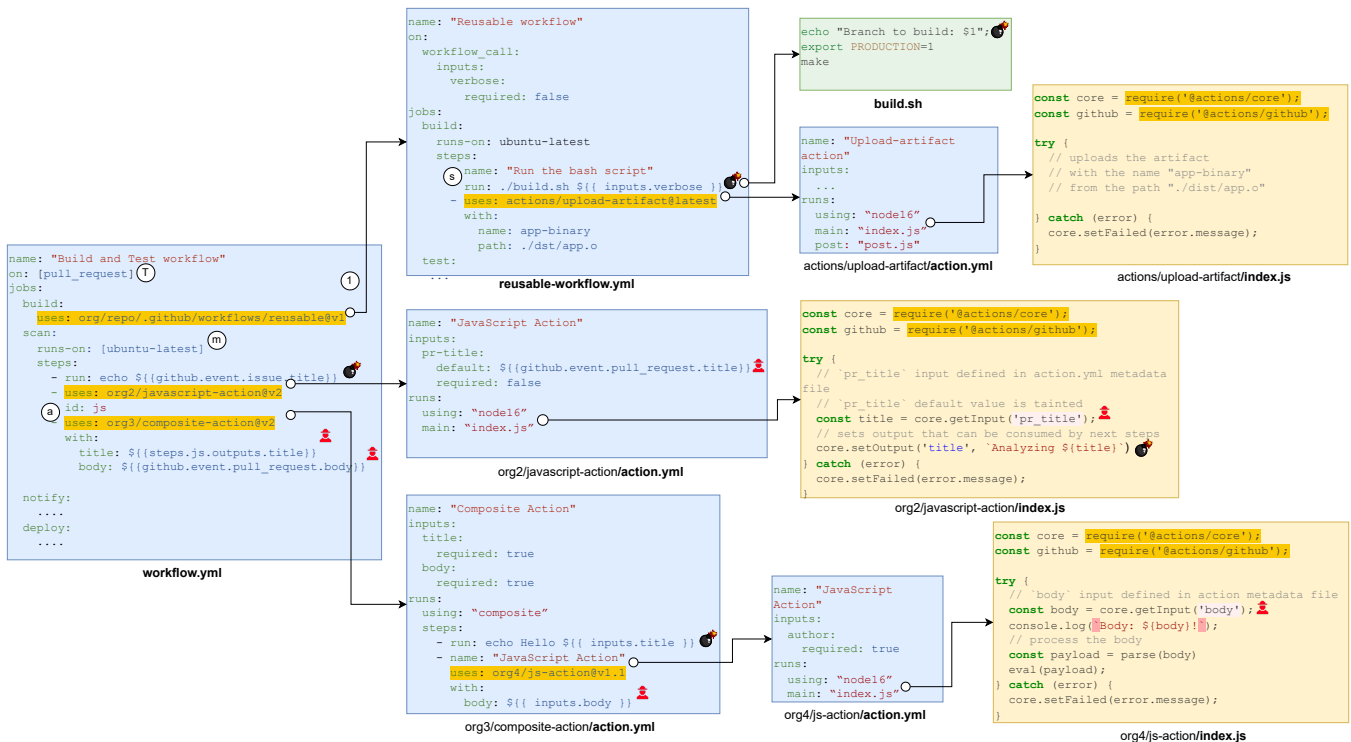 name: "Build and Test workflow"
on: [pull_request] T
jobs: 1
build:
uses: org/repo/.github/workflows/reusable@v1
scan:
runs-on: [ubuntu-latest] m
steps:
- run: echo ${{github.event.issue.title}}
- uses: org2/javascript-action@v2
a id: js
- uses: org3/composite-action@v2
with:
title: ${{steps.js.outputs.title}}
body: ${{github.event.pull_request.body}}
notify:
....
deploy:
....
workflow.yml
name: "Reusable workflow"
on:
workflow_call:
inputs:
verbose:
required: false
jobs:
build:
runs-on: ubuntu-latest
steps:
s name: "Run the bash script"
run: ./build.sh ${{ inputs.verbose }}
- uses: actions/upload-artifact@latest
with:
name: app-binary
path: ./dst/app.o
test:
...
reusable-workflow.yml
echo "Branch to build: $1";
export PRODUCTION=1
make
build.sh
name: "Upload-artifact
action"
inputs:
...
runs:
using: “node16”
main: “index.js”
post: "post.js"
actions/upload-artifact/action.yml
const core = require('@actions/core');
const github = require('@actions/github');
try {
// uploads the artifact
// with the name "app-binary"
// from the path "./dist/app.o"
} catch (error) {
core.setFailed(error.message);
}
actions/upload-artifact/index.js
name: "JavaScript Action"
inputs:
pr-title:
default: ${{github.event.pull_request.title}}
required: false
runs:
using: “node16”
main: “index.js”
org2/javascript-action/action.yml
const core = require('@actions/core');
const github = require('@actions/github');
try {
// `pr_title` input defined in action.yml metadata
file
// `pr_title` default value is tainted
const title = core.getInput('pr_title');
// sets output that can be consumed by next steps
core.setOutput('title', `Analyzing ${title}`)
} catch (error) {
core.setFailed(error.message);
}
org2/javascript-action/index.js
name: "Composite Action"
inputs:
title:
required: true
body:
required: true
runs:
using: “composite”
steps:
- run: echo Hello ${{ inputs.title }}
- name: "JavaScript Action"
uses: org4/js-action@v1.1
with:
body: ${{ inputs.body }}
org3/composite-action/action.yml
name: "JavaScript
Action"
inputs:
author:
required: true
runs:
using: “node16”
main: “index.js”
org4/js-action/action.yml
const core = require('@actions/core');
const github = require('@actions/github');
try {
// `body` input defined in action metadata file
const body = core.getInput('body');
console.log(`Body: ${body}!`);
// process the body
const payload = parse(body)
eval(payload);
} catch (error) {
core.setFailed(error.message);
}
org4/js-action/index.js